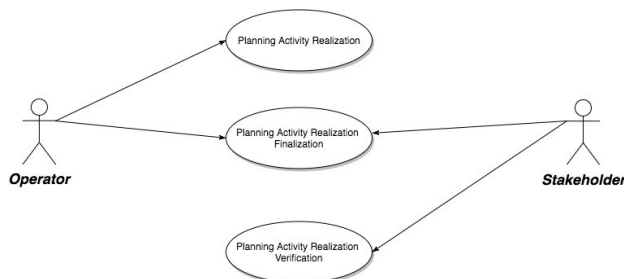 Planning Activity Realization
Planning Activity Realization
Finalization
Operator
Stakeholder
Planning Activity Realization
Verification